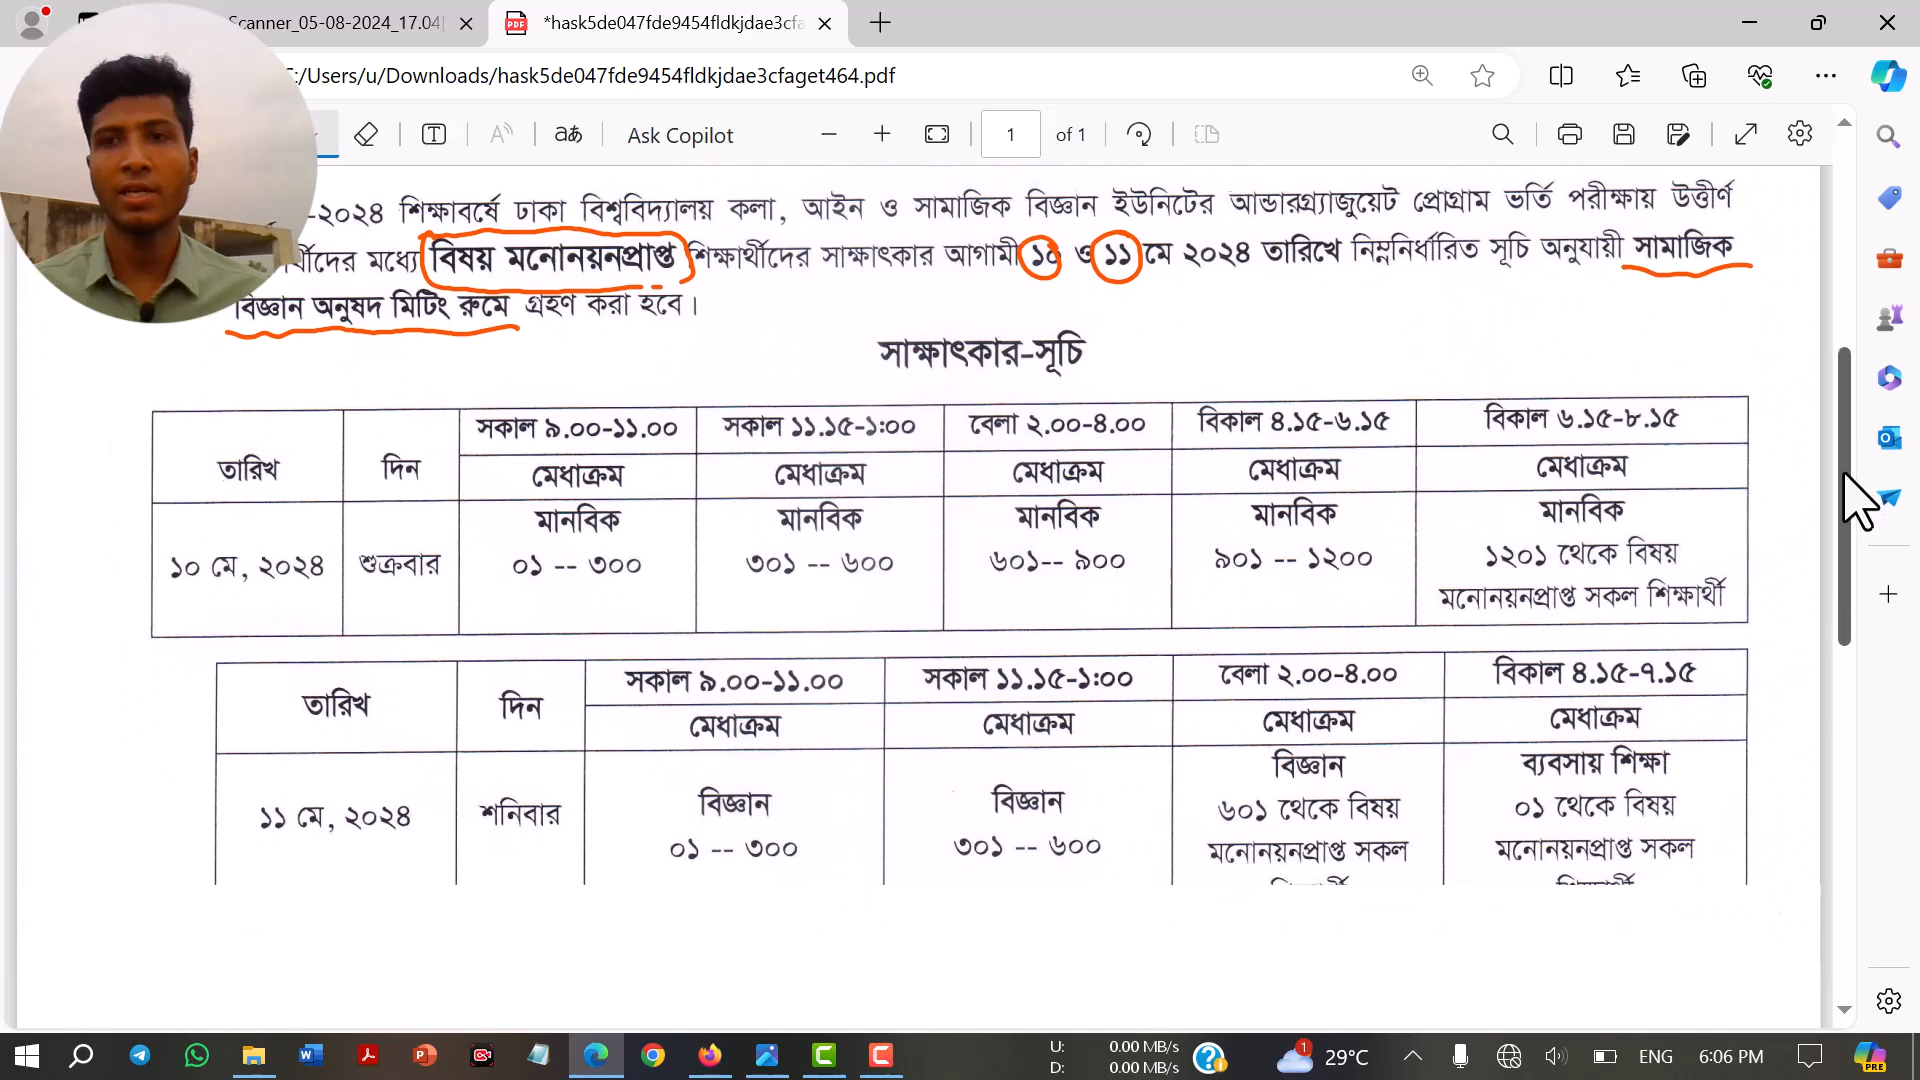 Scanner_05-08-2024_17.04
*hask5de047fde9454fldkjdae3cfa
:/Users/u/Downloads/hask5de047fde9454fldkjdae3cfaget464.pdf
Ask Copilot
1 of 1
-২০২৪ শিক্ষাবর্ষে ঢাকা বিশ্ববিদ্যালয় কলা, আইন ও সামাজিক বিজ্ঞান ইউনিটের আন্ডারগ্র্যাজুয়েট প্রোগ্রাম ভর্তি পরীক্ষায় উত্তীর্ণ
র্থীদের মধ্যে বিষয় মনোনয়নপ্রাপ্ত শিক্ষার্থীদের সাক্ষাৎকার আগামী ১০ ও ১১ মে ২০২৪ তারিখে নিম্ননির্ধারিত সূচি অনুযায়ী সামাজিক
বিজ্ঞান অনুষদ মিটিং রুমে গ্রহণ করা হবে।
সাক্ষাৎকার-সূচি
তারিখ দিন সকাল ৯.০০-১১.০০ সকাল ১১.১৫-১ঃ০০ বেলা ২.০০-৪.০০ বিকাল ৪.১৫-৬.১৫ বিকাল ৬.১৫-৮.১৫
মেধাক্রম মেধাক্রম মেধাক্রম মেধাক্রম মেধাক্রম
১০ মে, ২০২৪ শুক্রবার মানবিক মানবিক মানবিক মানবিক মানবিক
০১ -- ৩০০ ৩০১ -- ৬০০ ৬০১-- ৯০০ ৯০১ -- ১২০০ ১২০১ থেকে বিষয়
মনোনয়নপ্রাপ্ত সকল শিক্ষার্থী
তারিখ দিন সকাল ৯.০০-১১.০০ সকাল ১১.১৫-১ঃ০০ বেলা ২.০০-৪.০০ বিকাল ৪.১৫-৭.১৫
মেধাক্রম মেধাক্রম মেধাক্রম মেধাক্রম
১১ মে, ২০২৪ শনিবার বিজ্ঞান বিজ্ঞান বিজ্ঞান ব্যবসায় শিক্ষা
০১ -- ৩০০ ৩০১ -- ৬০০ ৬০১ থেকে বিষয় ০১ থেকে বিষয়
মনোনয়নপ্রাপ্ত সকল মনোনয়নপ্রাপ্ত সকল
U: 0.00 MB/s
D: 0.00 MB/s
1 29°C
ENG 6:06 PM
PRE